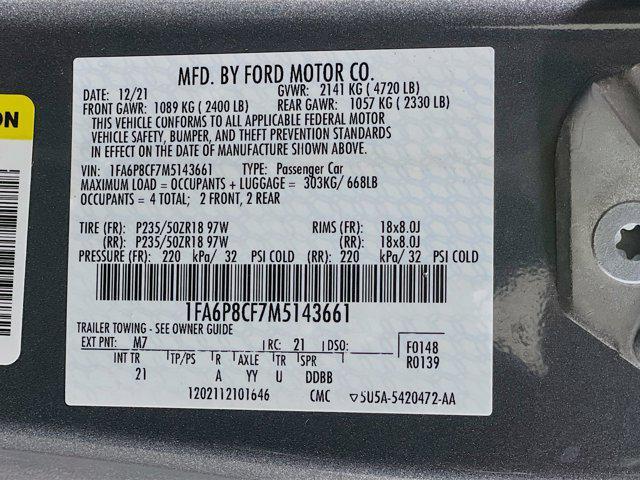 MFD. BY FORD MOTOR CO.
DATE: 12/21 GVWR: 2141 KG ( 4720 LB)
FRONT GAWR: 1089 KG ( 2400 LB) REAR GAWR: 1057 KG ( 2330 LB)
THIS VEHICLE CONFORMS TO ALL APPLICABLE FEDERAL MOTOR
VEHICLE SAFETY, BUMPER, AND THEFT PREVENTION STANDARDS
IN EFFECT ON THE DATE OF MANUFACTURE SHOWN ABOVE.
VIN: 1FA6P8CF7M5143661 TYPE: Passenger Car
MAXIMUM LOAD = OCCUPANTS + LUGGAGE = 303KG/ 668LB
OCCUPANTS = 4 TOTAL; 2 FRONT, 2 REAR
TIRE (FR): P235/50ZR18 97W RIMS (FR): 18x8.0J
(RR): P235/50ZR18 97W (RR): 18x8.0J
PRESSURE (FR): 220 kPa/ 32 PSI COLD (RR): 220 kPa/ 32 PSI COLD
1FA6P8CF7M5143661
TRAILER TOWING - SEE OWNER GUIDE
EXT PNT: M7 RC: 21 DSO: F0148
INT TR TP/PS R AXLE TR SPR R0139
21 A YY U DDBB
1202112101646 CMC ▽5U5A-5420472-AA
ON